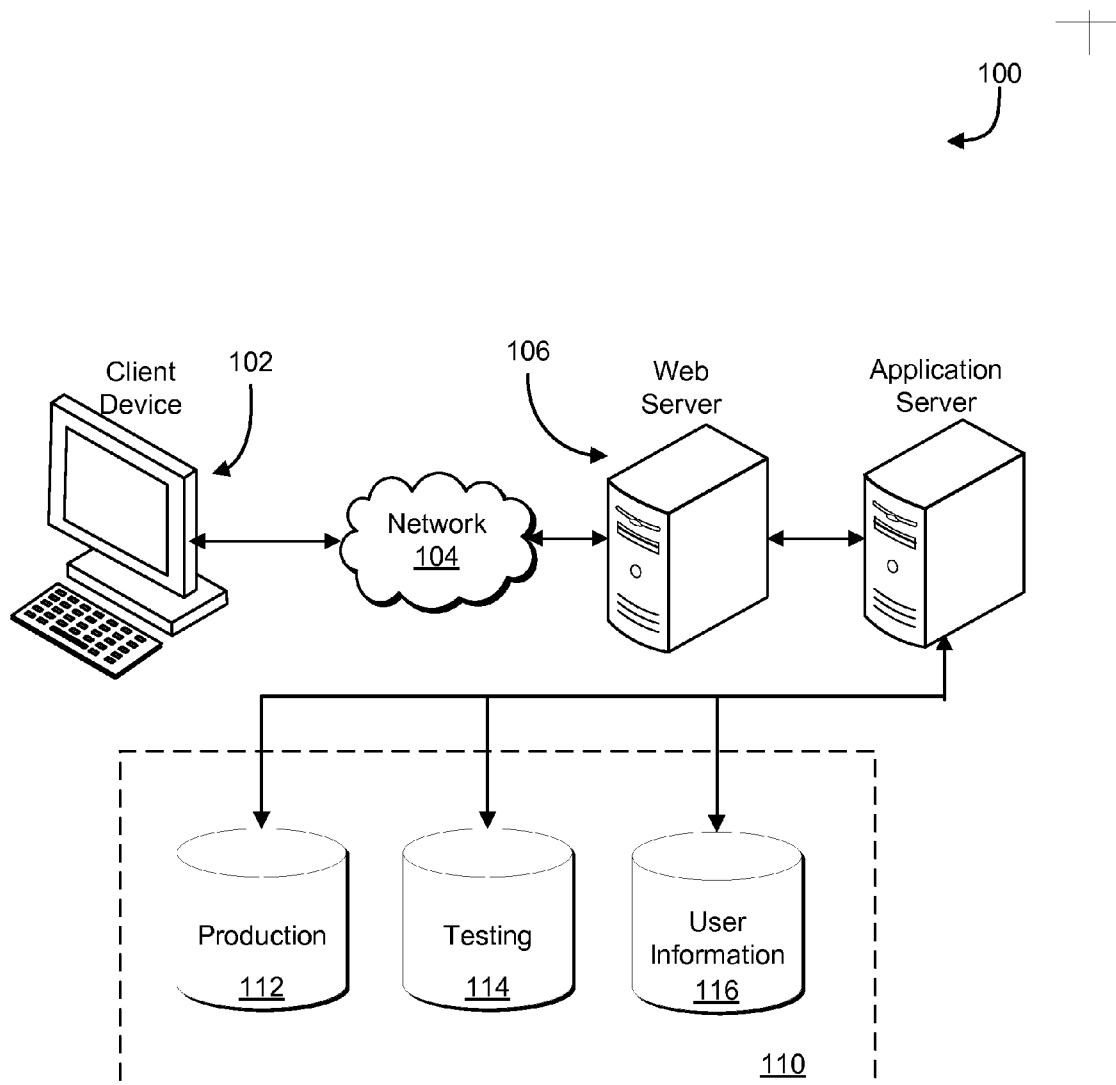 100
Client
Device
102
106
Web
Server
Application
Server
Network
104
Production
112
Testing
114
User
Information
116
110